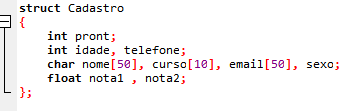 struct Cadastro
{
    int pront;
    int idade, telefone;
    char nome[50], curso[10], email[50], sexo;
    float nota1 , nota2;
};